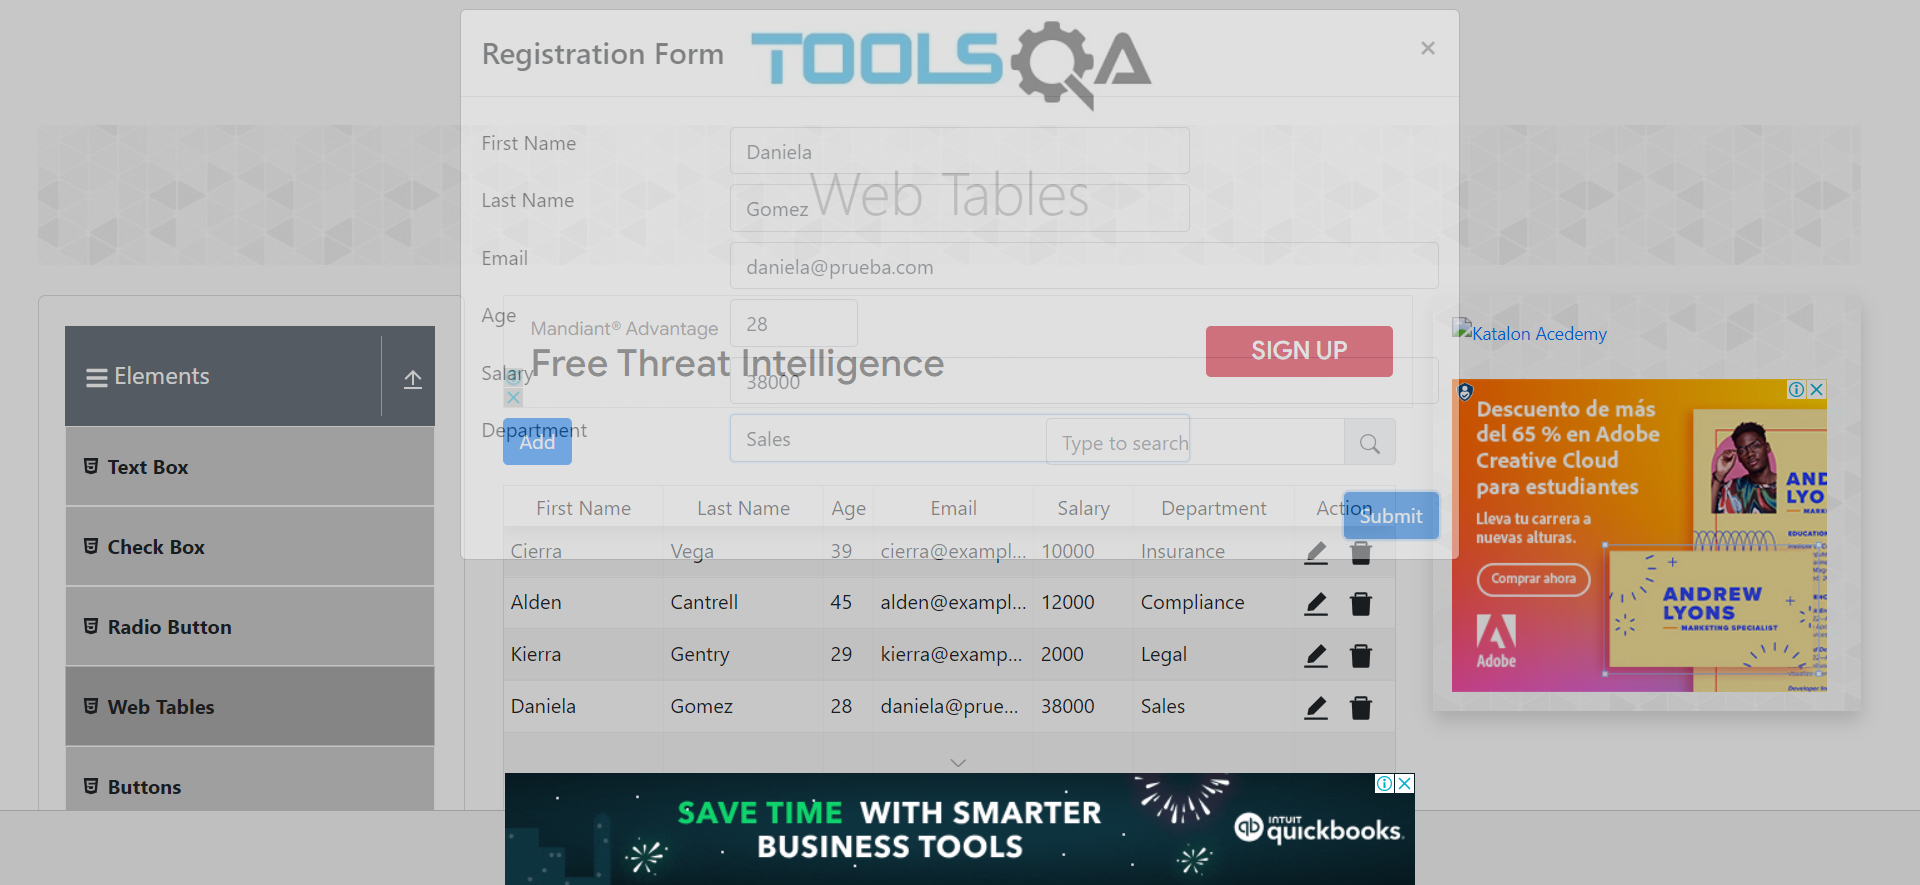 Registration Form
TOOLSQA
×
First Name
Daniela
Web Tables
Last Name
Gomez
Email
daniela@prueba.com
Age
28
Mandiant® Advantage
Free Threat Intelligence
SIGN UP
Salary
38000
Department
Sales
Add
Type to search
Submit
First Name Last Name Age Email Salary Department Action
Cierra Vega 39 cierra@exampl... 10000 Insurance
Alden Cantrell 45 alden@exampl... 12000 Compliance
Kierra Gentry 29 kierra@examp... 2000 Legal
Daniela Gomez 28 daniela@prue... 38000 Sales
Elements
Text Box
Check Box
Radio Button
Web Tables
Buttons
Katalon Acedemy
Descuento de más
del 65 % en Adobe
Creative Cloud
para estudiantes
Lleva tu carrera a
nuevas alturas.
Comprar ahora
Adobe
AND
LYO
MARK
EDUCATION
ANDREW
LYONS
MARKETING SPECIALIST
Developer
SAVE TIME WITH SMARTER
BUSINESS TOOLS
INTUIT
quickbooks.